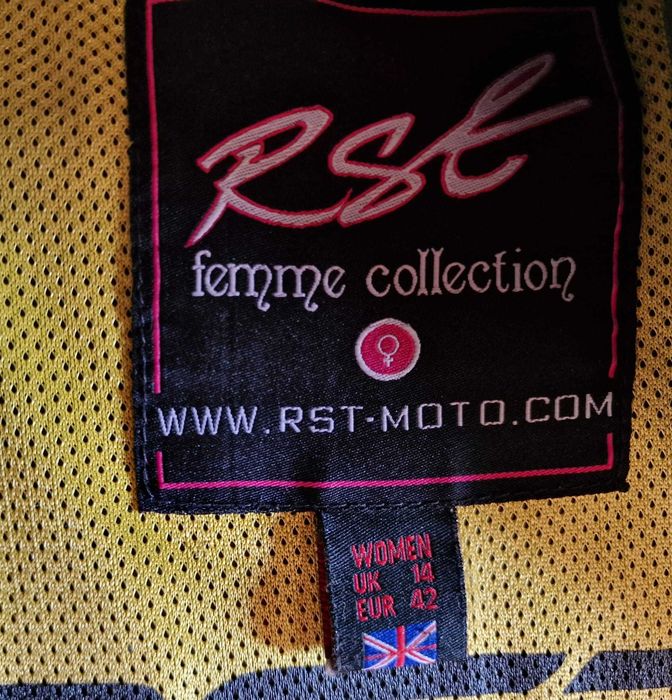 RST
femme collection
WWW.RST-MOTO.COM
WOMEN
UK 14
EUR 42